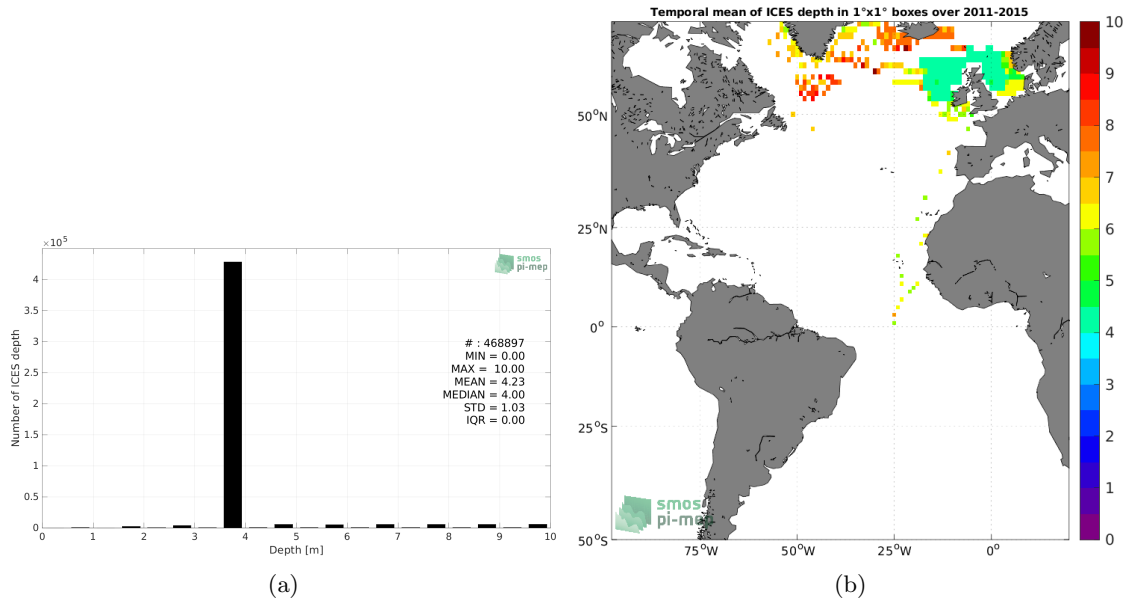 ×10⁵
4
3.5
3
2.5
2
1.5
1
0.5
0
Number of ICES depth
0 1 2 3 4 5 6 7 8 9 10
Depth [m]
smos
pi-mep
# : 468897
MIN = 0.00
MAX = 10.00
MEAN = 4.23
MEDIAN = 4.00
STD = 1.03
IQR = 0.00
(a)
Temporal mean of ICES depth in 1°x1° boxes over 2011-2015
50°N
25°N
0°
25°S
50°S
75°W 50°W 25°W 0°
smos
pi-mep
10
9
8
7
6
5
4
3
2
1
0
(b)